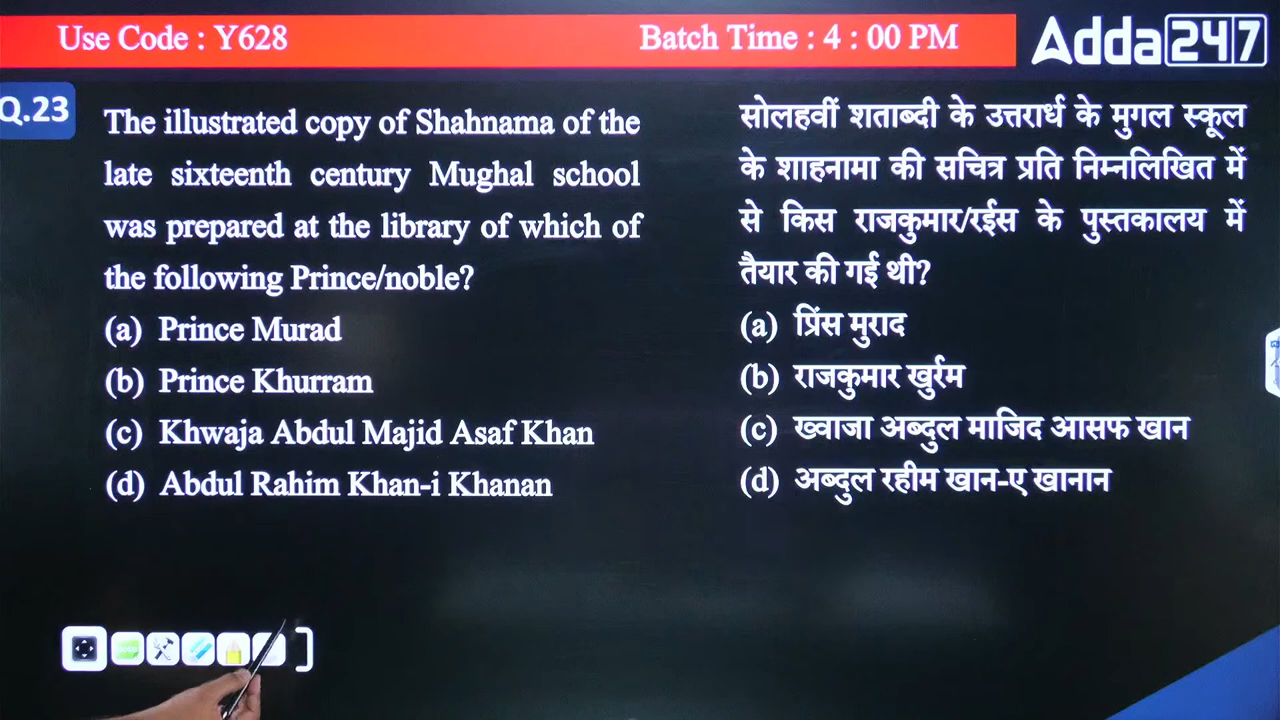 Use Code : Y628
Batch Time : 4 : 00 PM
Adda247
Q.23
The illustrated copy of Shahnama of the
late sixteenth century Mughal school
was prepared at the library of which of
the following Prince/noble?
(a) Prince Murad
(b) Prince Khurram
(c) Khwaja Abdul Majid Asaf Khan
(d) Abdul Rahim Khan-i Khanan
सोलहवीं शताब्दी के उत्तरार्ध के मुगल स्कूल
के शाहनामा की सचित्र प्रति निम्नलिखित में
से किस राजकुमार/रईस के पुस्तकालय में
तैयार की गई थी?
(a) प्रिंस मुराद
(b) राजकुमार खुर्रम
(c) ख्वाजा अब्दुल माजिद आसफ खान
(d) अब्दुल रहीम खान-ए खानान